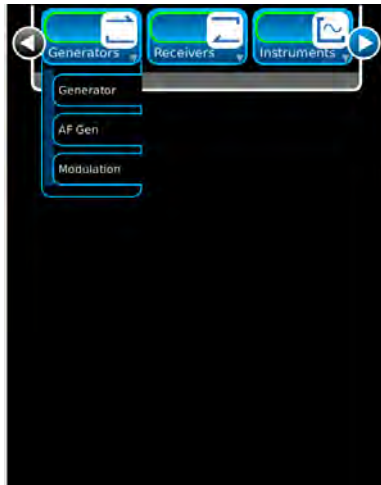 Generators
Receivers
Instruments
Generator
AF Gen
Modulation